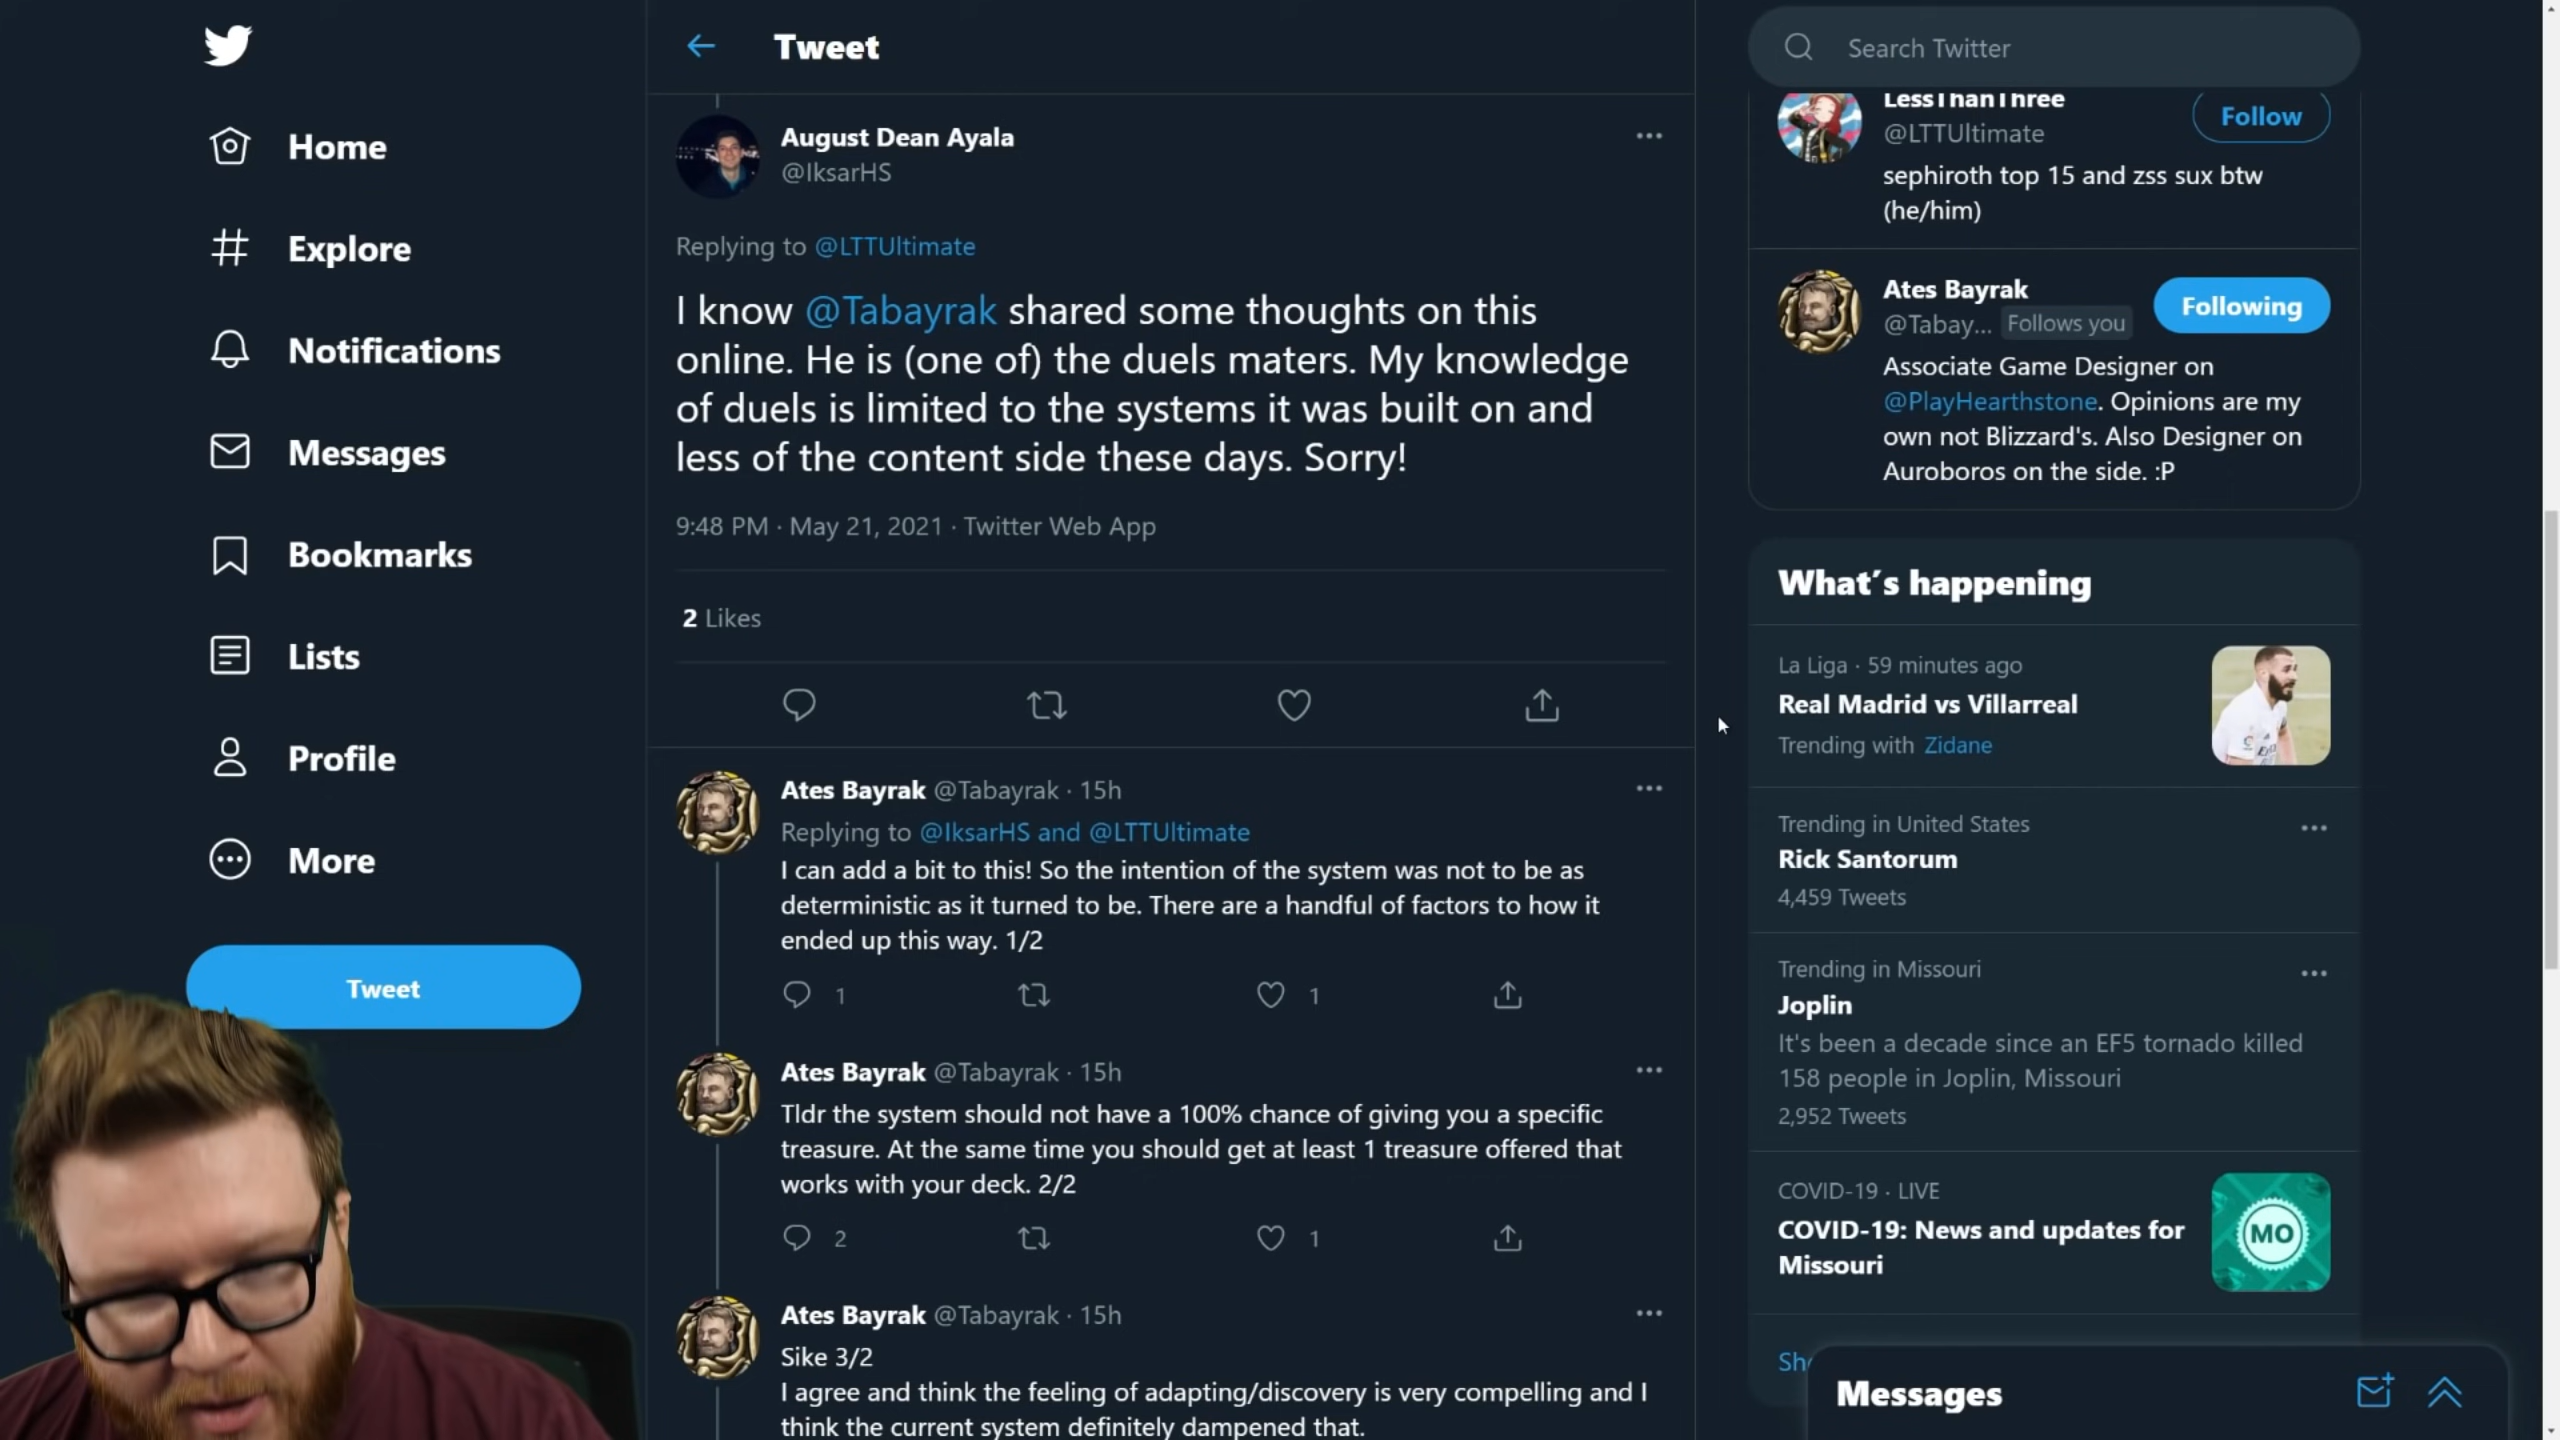 Home
Explore
Notifications
Messages
Bookmarks
Lists
Profile
More
Tweet
Tweet
August Dean Ayala
@IksarHS
Replying to @LTTUltimate
I know @Tabayrak shared some thoughts on this
online. He is (one of) the duels maters. My knowledge
of duels is limited to the systems it was built on and
less of the content side these days. Sorry!
9:48 PM · May 21, 2021 · Twitter Web App
2 Likes
Ates Bayrak @Tabayrak · 15h
Replying to @IksarHS and @LTTUltimate
I can add a bit to this! So the intention of the system was not to be as
deterministic as it turned to be. There are a handful of factors to how it
ended up this way. 1/2
1
1
Ates Bayrak @Tabayrak · 15h
Tldr the system should not have a 100% chance of giving you a specific
treasure. At the same time you should get at least 1 treasure offered that
works with your deck. 2/2
2
1
Ates Bayrak @Tabayrak · 15h
Sike 3/2
I agree and think the feeling of adapting/discovery is very compelling and I
think the current system definitely dampened that.
Search Twitter
LessThanThree
@LTTUltimate
Follow
sephiroth top 15 and zss sux btw
(he/him)
Ates Bayrak
@Tabay... Follows you
Following
Associate Game Designer on
@PlayHearthstone. Opinions are my
own not Blizzard's. Also Designer on
Auroboros on the side. :P
What's happening
La Liga · 59 minutes ago
Real Madrid vs Villarreal
Trending with Zidane
Trending in United States
Rick Santorum
4,459 Tweets
Trending in Missouri
Joplin
It's been a decade since an EF5 tornado killed
158 people in Joplin, Missouri
2,952 Tweets
COVID-19 · LIVE
COVID-19: News and updates for
Missouri
MO
Messages